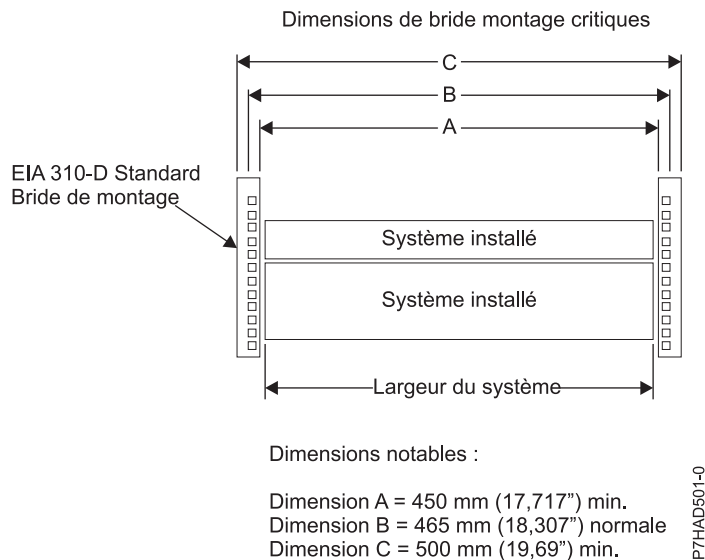 Dimensions de bride montage critiques
C
B
A
EIA 310-D Standard
Bride de montage
Système installé
Système installé
Largeur du système
Dimensions notables :
Dimension A = 450 mm (17,717”) min.
Dimension B = 465 mm (18,307”) normale
Dimension C = 500 mm (19,69”) min.
P7HAD501-0